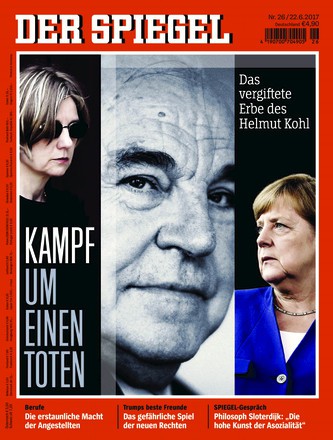 DER SPIEGEL
Nr. 26 / 22.6.2017
Deutschland €4,90
Das
vergiftete
Erbe des
Helmut Kohl
KAMPF
UM
EINEN
TOTEN
Berufe
Die erstaunliche Macht
der Angestellten
Trumps beste Freunde
Das gefährliche Spiel
der neuen Rechten
SPIEGEL-Gespräch
Philosoph Sloterdijk: „Die
hohe Kunst der Asozialität“